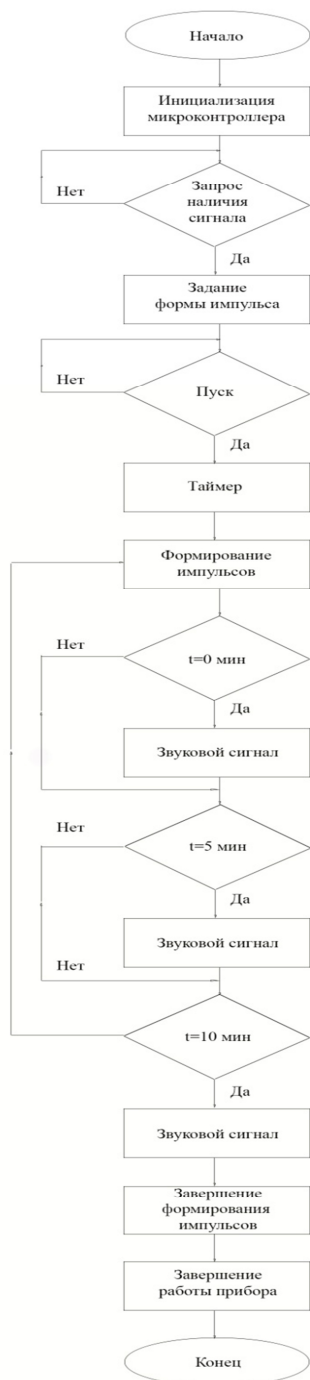 Начало
Инициализация
микроконтроллера
Запрос
наличия
сигнала
Нет
Да
Задание
формы импульса
Нет
Пуск
Да
Таймер
Формирование
импульсов
Нет
t=0 мин
Да
Звуковой сигнал
Нет
t=5 мин
Да
Звуковой сигнал
Нет
t=10 мин
Да
Звуковой сигнал
Завершение
формирования
импульсов
Завершение
работы прибора
Конец